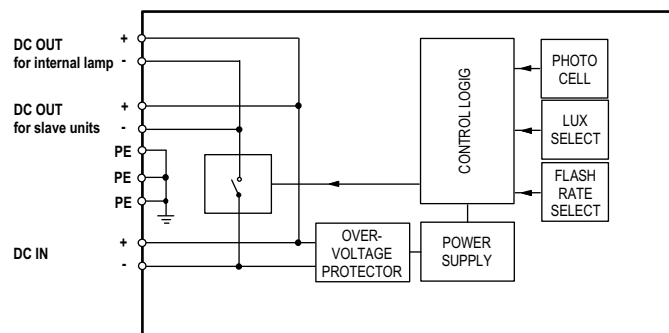 DC OUT
for internal lamp
+
-
DC OUT
for slave units
+
-
PE
PE
PE
DC IN
+
-
CONTROL LOGIG
PHOTO
CELL
LUX
SELECT
FLASH
RATE
SELECT
OVER-
VOLTAGE
PROTECTOR
POWER
SUPPLY